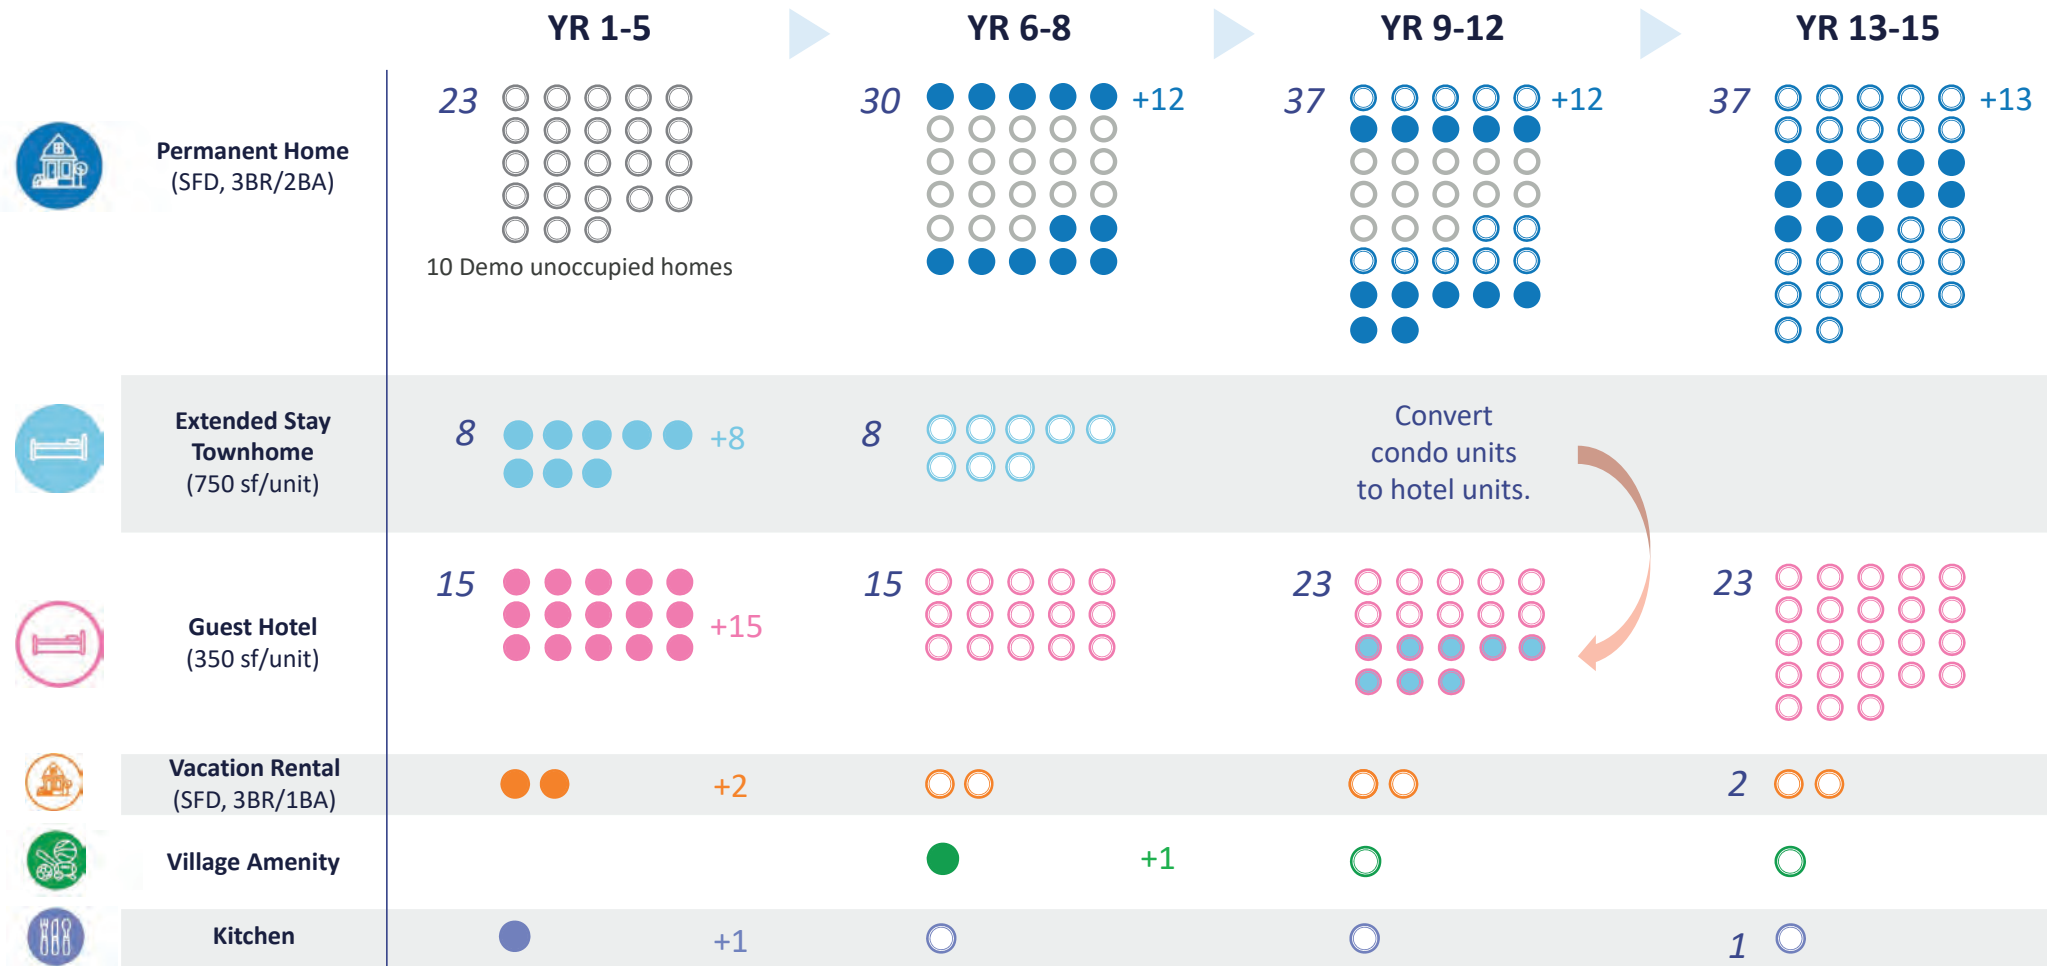 YR 1-5
YR 6-8
YR 9-12
YR 13-15
Permanent Home
(SFD, 3BR/2BA)
23
10 Demo unoccupied homes
30
+12
37
+12
37
+13
Extended Stay
Townhome
(750 sf/unit)
8
+8
8
Convert
condo units
to hotel units.
Guest Hotel
(350 sf/unit)
15
+15
15
23
23
Vacation Rental
(SFD, 3BR/1BA)
+2
2
Village Amenity
+1
Kitchen
+1
1